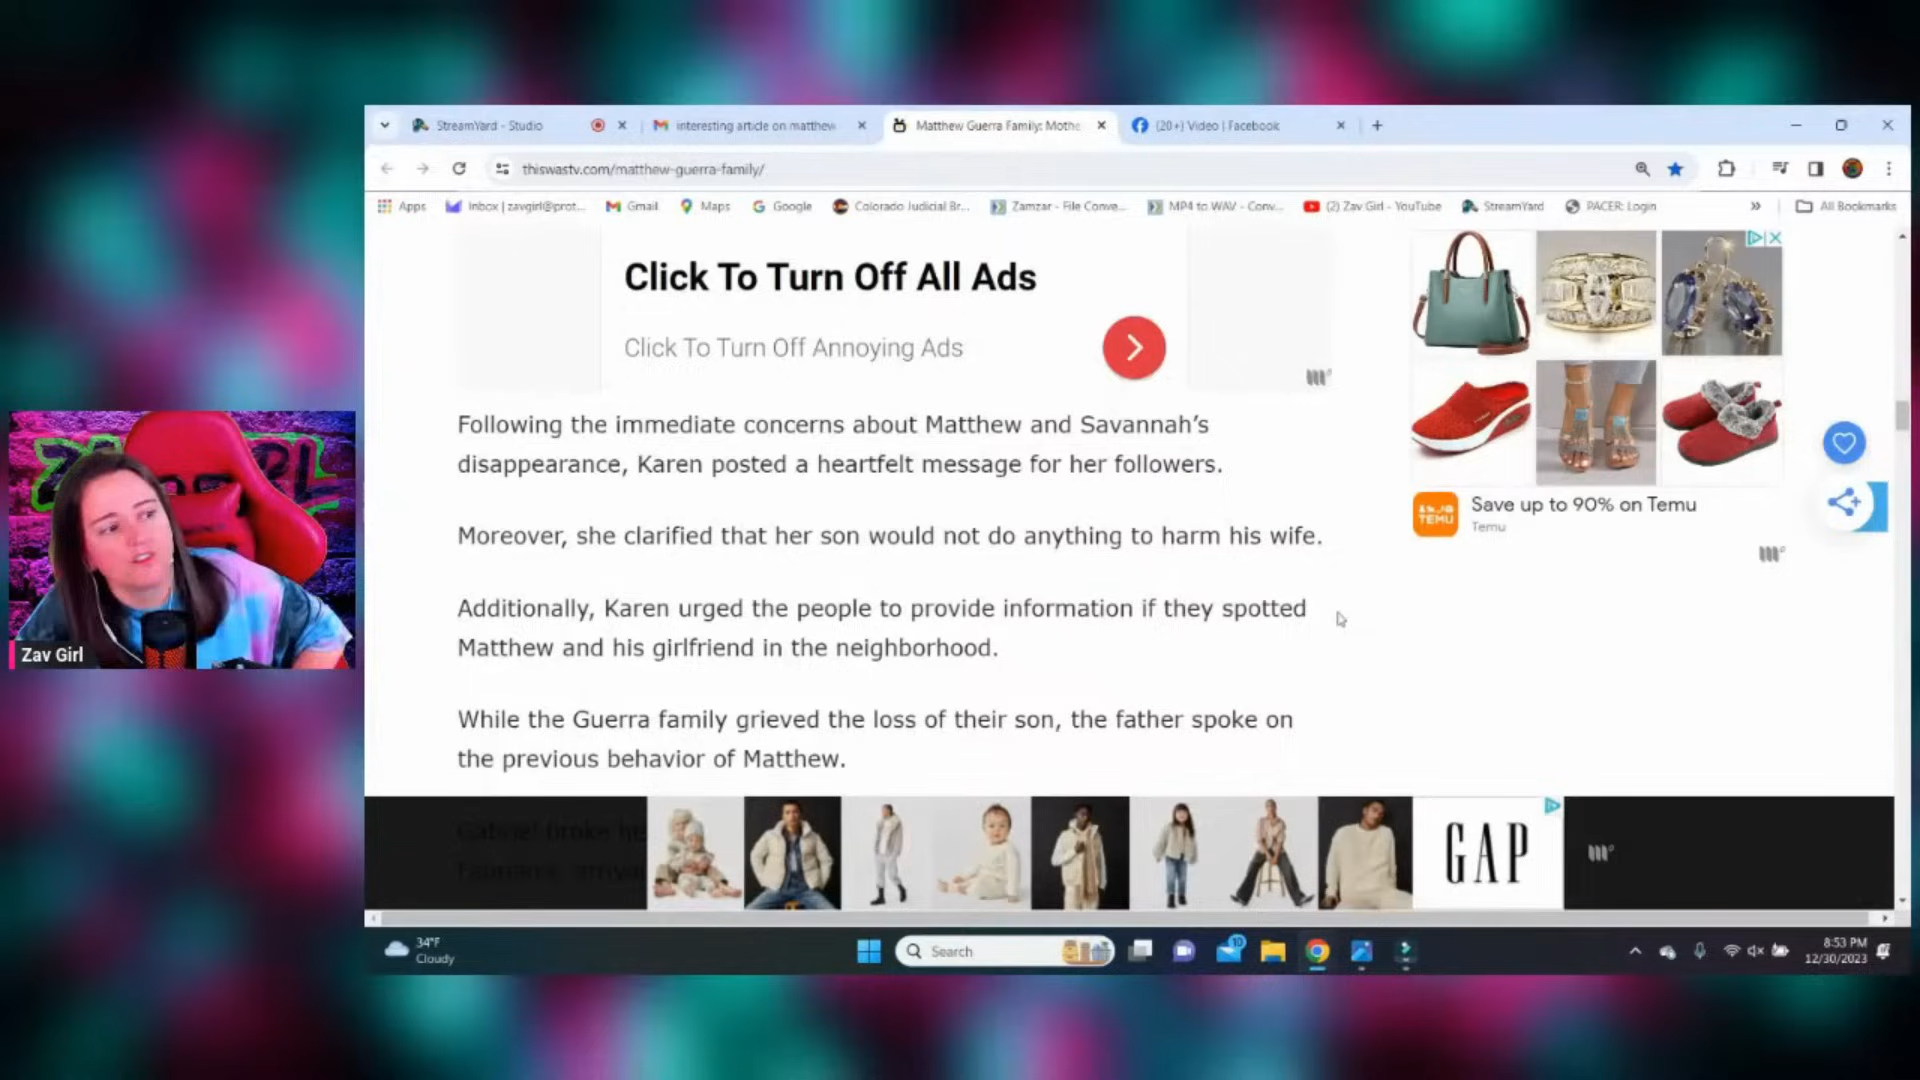 StreamYard - Studio
interesting article on matthew
Matthew Guerra Family: Mothe
(20+) Video | Facebook
thiswastv.com/matthew-guerra-family/
Apps
Inbox | zavgirl@prot...
Gmail
Maps
Google
Colorado Judicial Br...
Zamzar - File Conve...
MP4 to WAV - Conv...
(2) Zav Girl - YouTube
StreamYard
PACER: Login
»
All Bookmarks
Click To Turn Off All Ads
Click To Turn Off Annoying Ads
Following the immediate concerns about Matthew and Savannah's
disappearance, Karen posted a heartfelt message for her followers.
Moreover, she clarified that her son would not do anything to harm his wife.
Additionally, Karen urged the people to provide information if they spotted
Matthew and his girlfriend in the neighborhood.
While the Guerra family grieved the loss of their son, the father spoke on
the previous behavior of Matthew.
TEMU
Save up to 90% on Temu
Temu
Zav Girl
GAP
34°F
Cloudy
Search
10
8:53 PM
12/30/2023